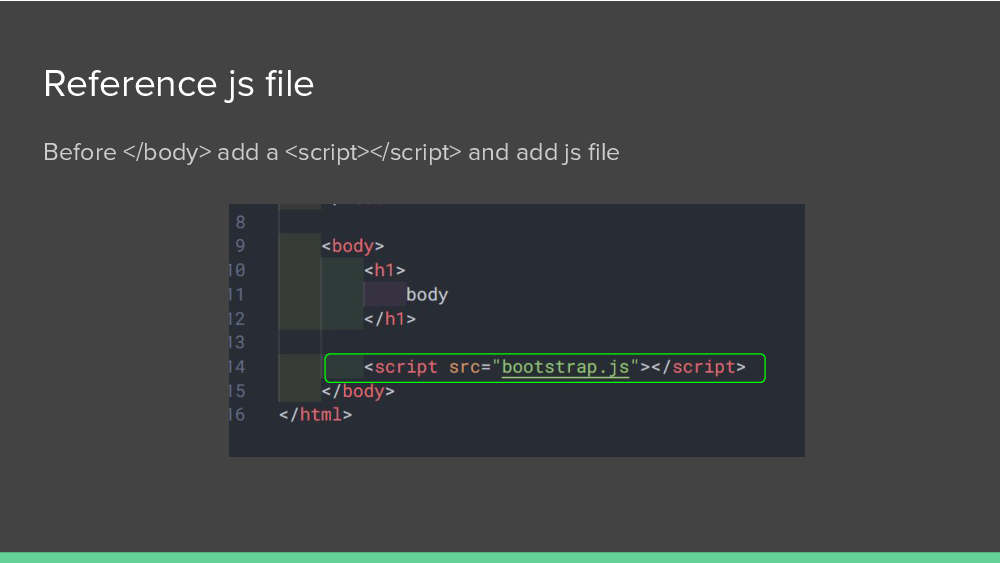 Reference js file
Before </body> add a <script></script> and add js file
8
9 <body>
10 <h1>
11 body
12 </h1>
13
14 <script src="bootstrap.js"></script>
15 </body>
16 </html>